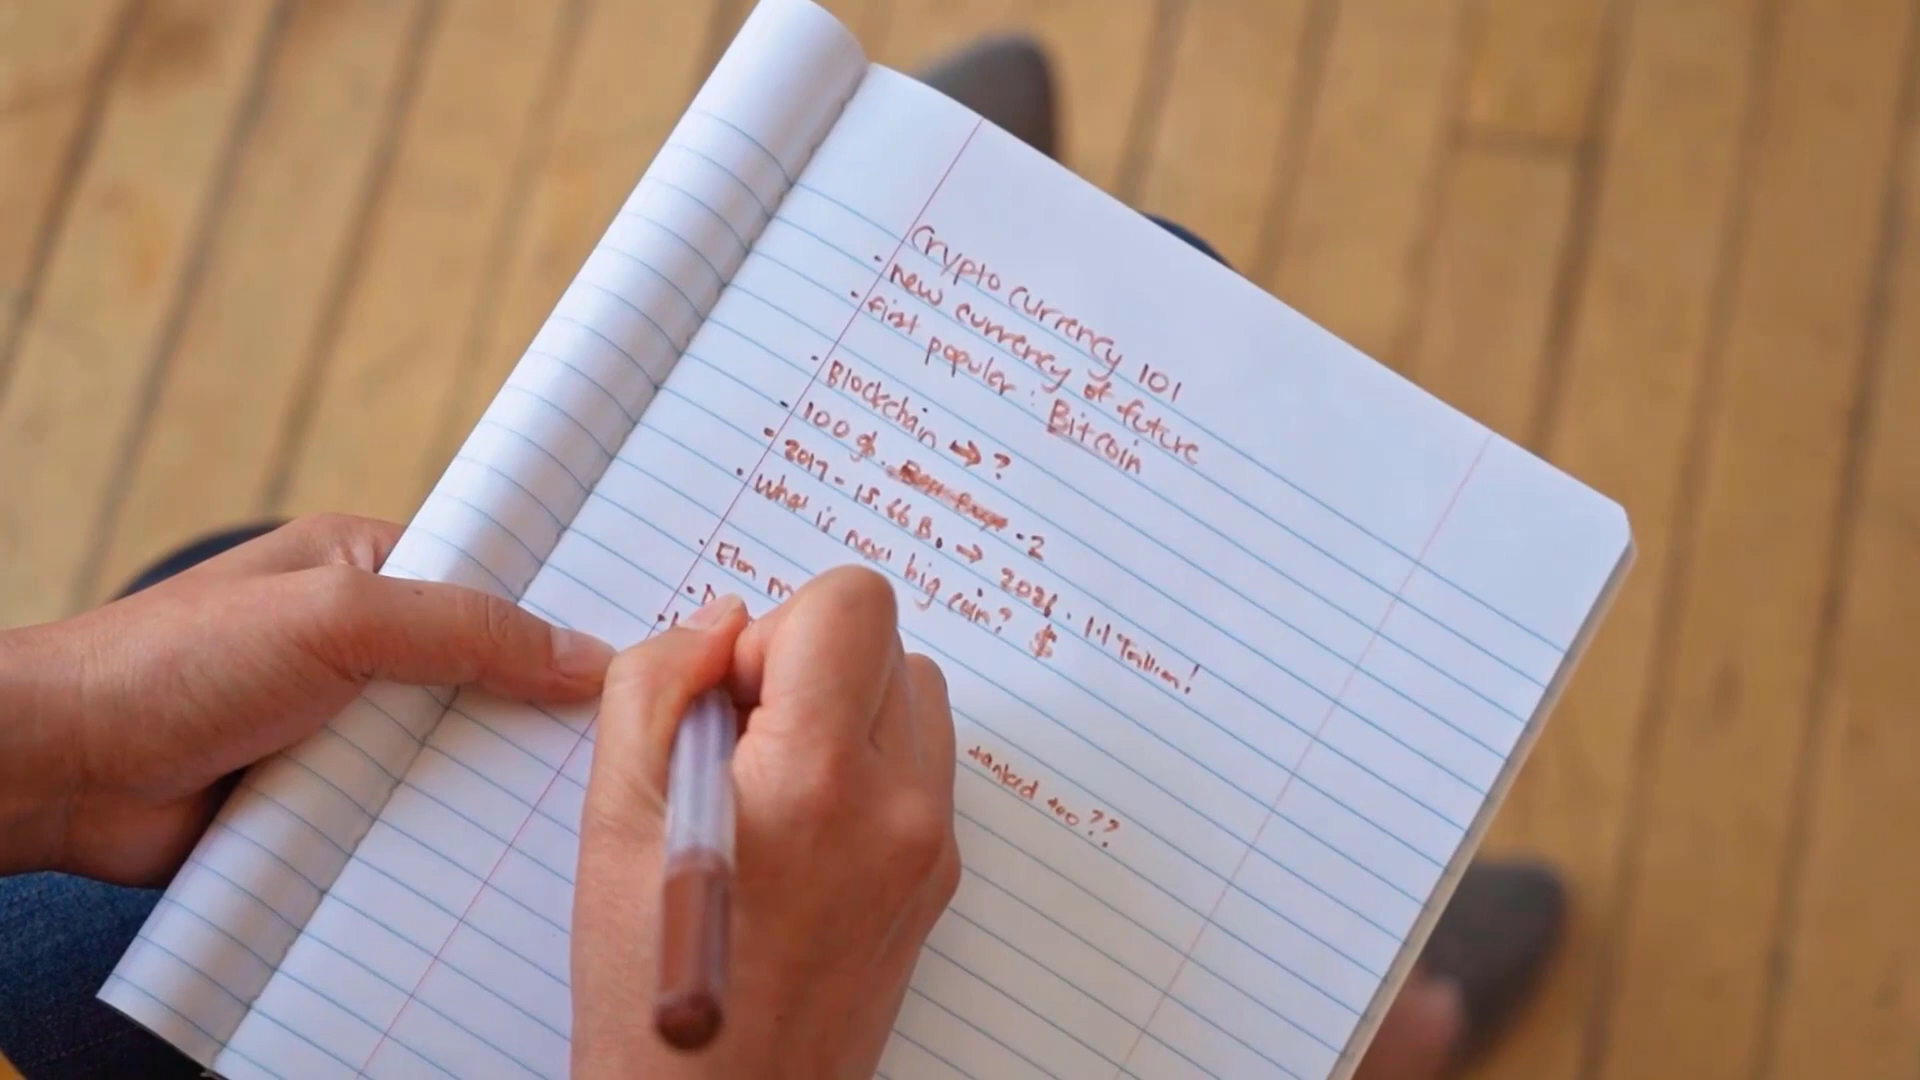 Crypto currency 101
- new currency of future
- first popular : Bitcoin
- Blockchain → ?
- 100 g. - 2
- 2017 - 15.66 B. → 2026. 1.1 Trillion!
- What is next big coin? $
- Elon m
tanked too??